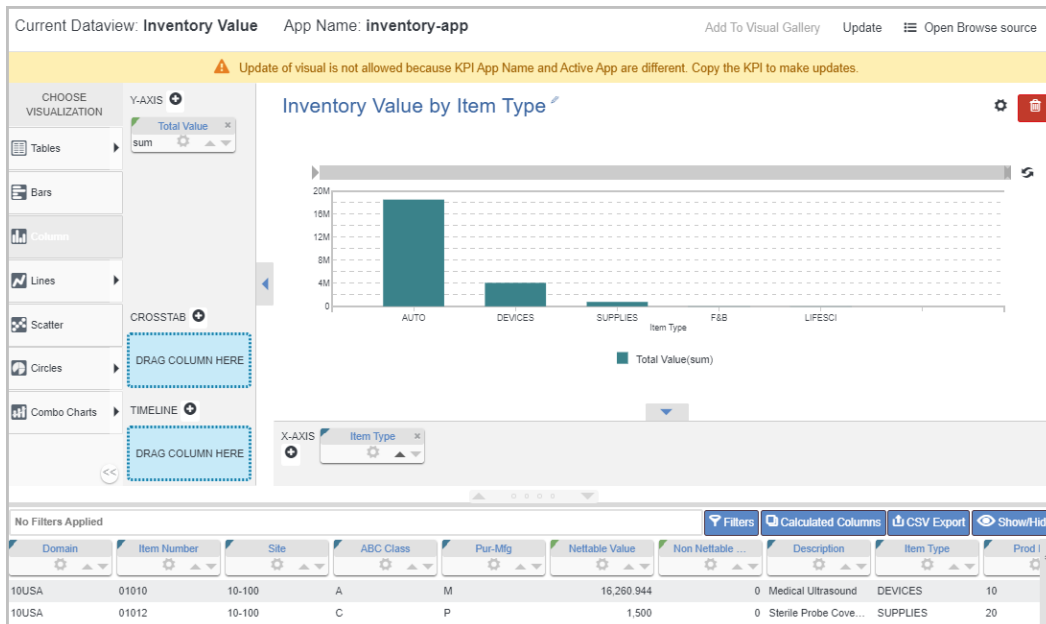 Current Dataview: Inventory Value App Name: inventory-app Add To Visual Gallery Update Open Browse source
Update of visual is not allowed because KPI App Name and Active App are different. Copy the KPI to make updates.
CHOOSE
VISUALIZATION
Tables
Bars
Column
Lines
Scatter
Circles
Combo Charts
<<
Y-AXIS
Total Value ×
sum
CROSSTAB
DRAG COLUMN HERE
TIMELINE
DRAG COLUMN HERE
Inventory Value by Item Type
20M
16M
12M
8M
4M
0
AUTO DEVICES SUPPLIES F&B LIFESCI
Item Type
Total Value(sum)
X-AXIS
Item Type ×
No Filters Applied Filters Calculated Columns CSV Export Show/Hid
Domain Item Number Site ABC Class Pur-Mfg Nettable Value Non Nettable ... Description Item Type Prod
10USA 01010 10-100 A M 16,260.944 0 Medical Ultrasound DEVICES 10
10USA 01012 10-100 C P 1,500 0 Sterile Probe Cove... SUPPLIES 20